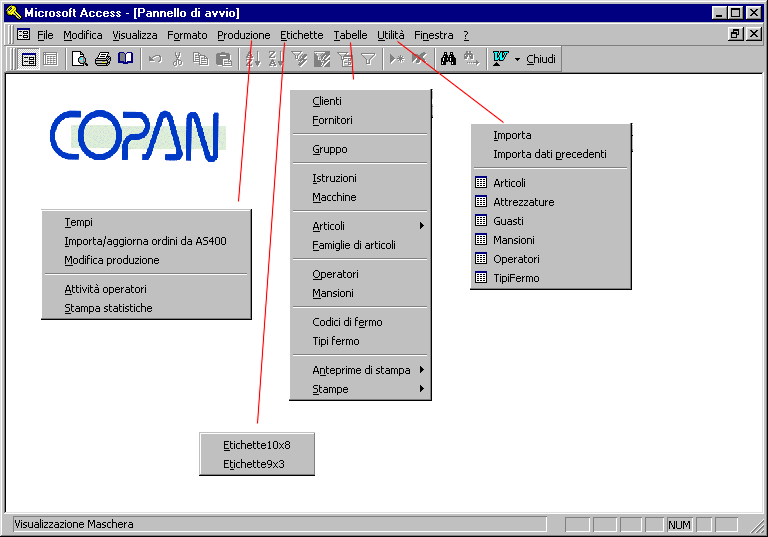 Microsoft Access - [Pannello di avvio]
File Modifica Visualizza Formato Produzione Etichette Tabelle Utilità Finestra ?
Chiudi
COPAN
Tempi
Importa/aggiorna ordini da AS400
Modifica produzione
Attività operatori
Stampa statistiche
Etichette10x8
Etichette9x3
Clienti
Fornitori
Gruppo
Istruzioni
Macchine
Articoli
Famiglie di articoli
Operatori
Mansioni
Codici di fermo
Tipi fermo
Anteprime di stampa
Stampe
Importa
Importa dati precedenti
Articoli
Attrezzature
Guasti
Mansioni
Operatori
TipiFermo
Visualizzazione Maschera
NUM